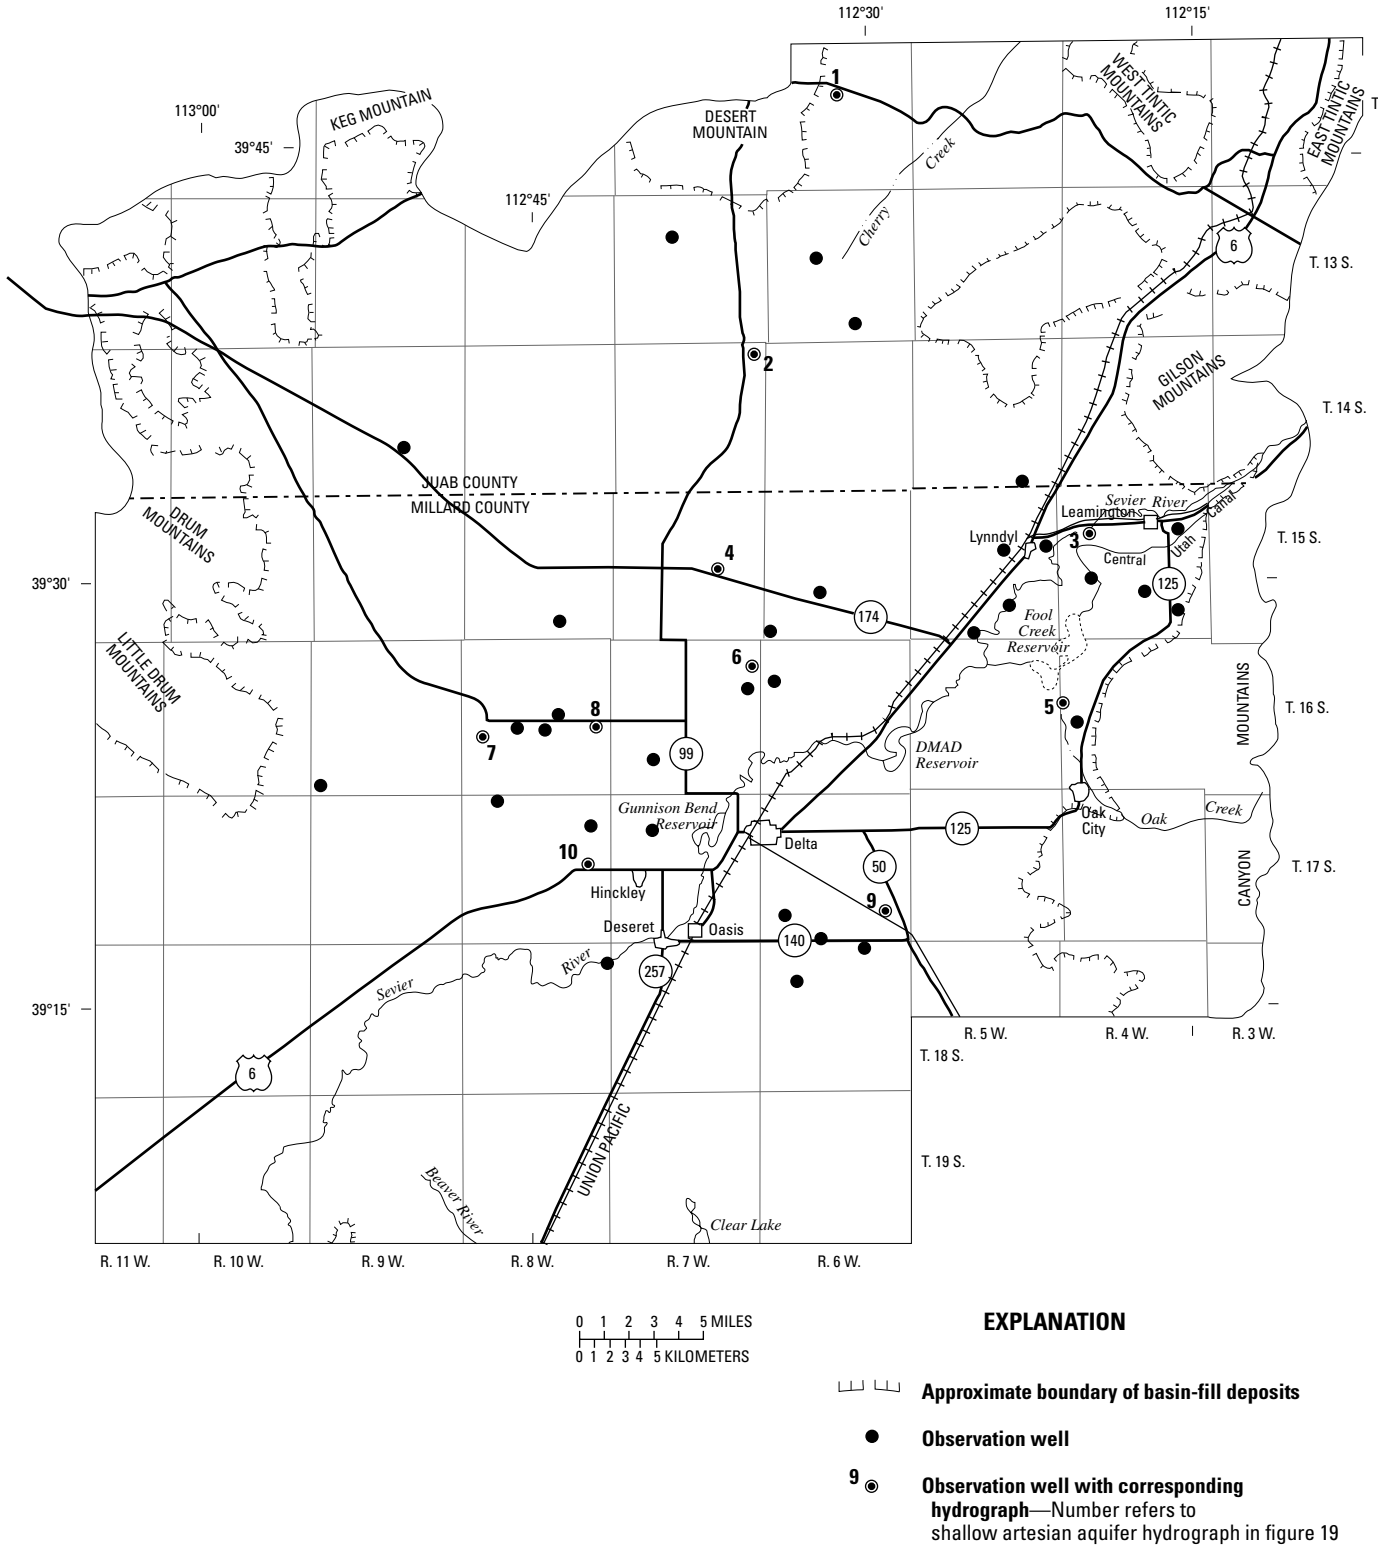 112°30'
112°15'
WEST TINTIC
MOUNTAINS
EAST TINTIC
MOUNTAINS
T
1
113°00'
KEG MOUNTAIN
DESERT
MOUNTAIN
39°45'
Creek
Cherry
112°45'
6
T. 13 S.
2
GILSON
MOUNTAINS
T. 14 S.
JUAB COUNTY
MILLARD COUNTY
DRUM
MOUNTAINS
Sevier River
Leamington
Canal
Lynndyl
3
Utah
Central
T. 15 S.
4
39°30'
125
174
Fool
Creek
Reservoir
LITTLE DRUM
MOUNTAINS
6
5
T. 16 S.
MOUNTAINS
8
7
99
DMAD
Reservoir
Gunnison Bend
Reservoir
Oak
City
Oak
Creek
125
Delta
10
50
T. 17 S.
CANYON
Hinckley
9
Deseret
Oasis
140
River
257
Sevier
39°15'
R. 5 W.
R. 4 W.
R. 3 W.
T. 18 S.
6
UNION PACIFIC
T. 19 S.
Beaver River
Clear Lake
R. 11 W.
R. 10 W.
R. 9 W.
R. 8 W.
R. 7 W.
R. 6 W.
0 1 2 3 4 5 MILES
0 1 2 3 4 5 KILOMETERS
EXPLANATION
Approximate boundary of basin-fill deposits
Observation well
9 Observation well with corresponding
hydrograph—Number refers to
shallow artesian aquifer hydrograph in figure 19